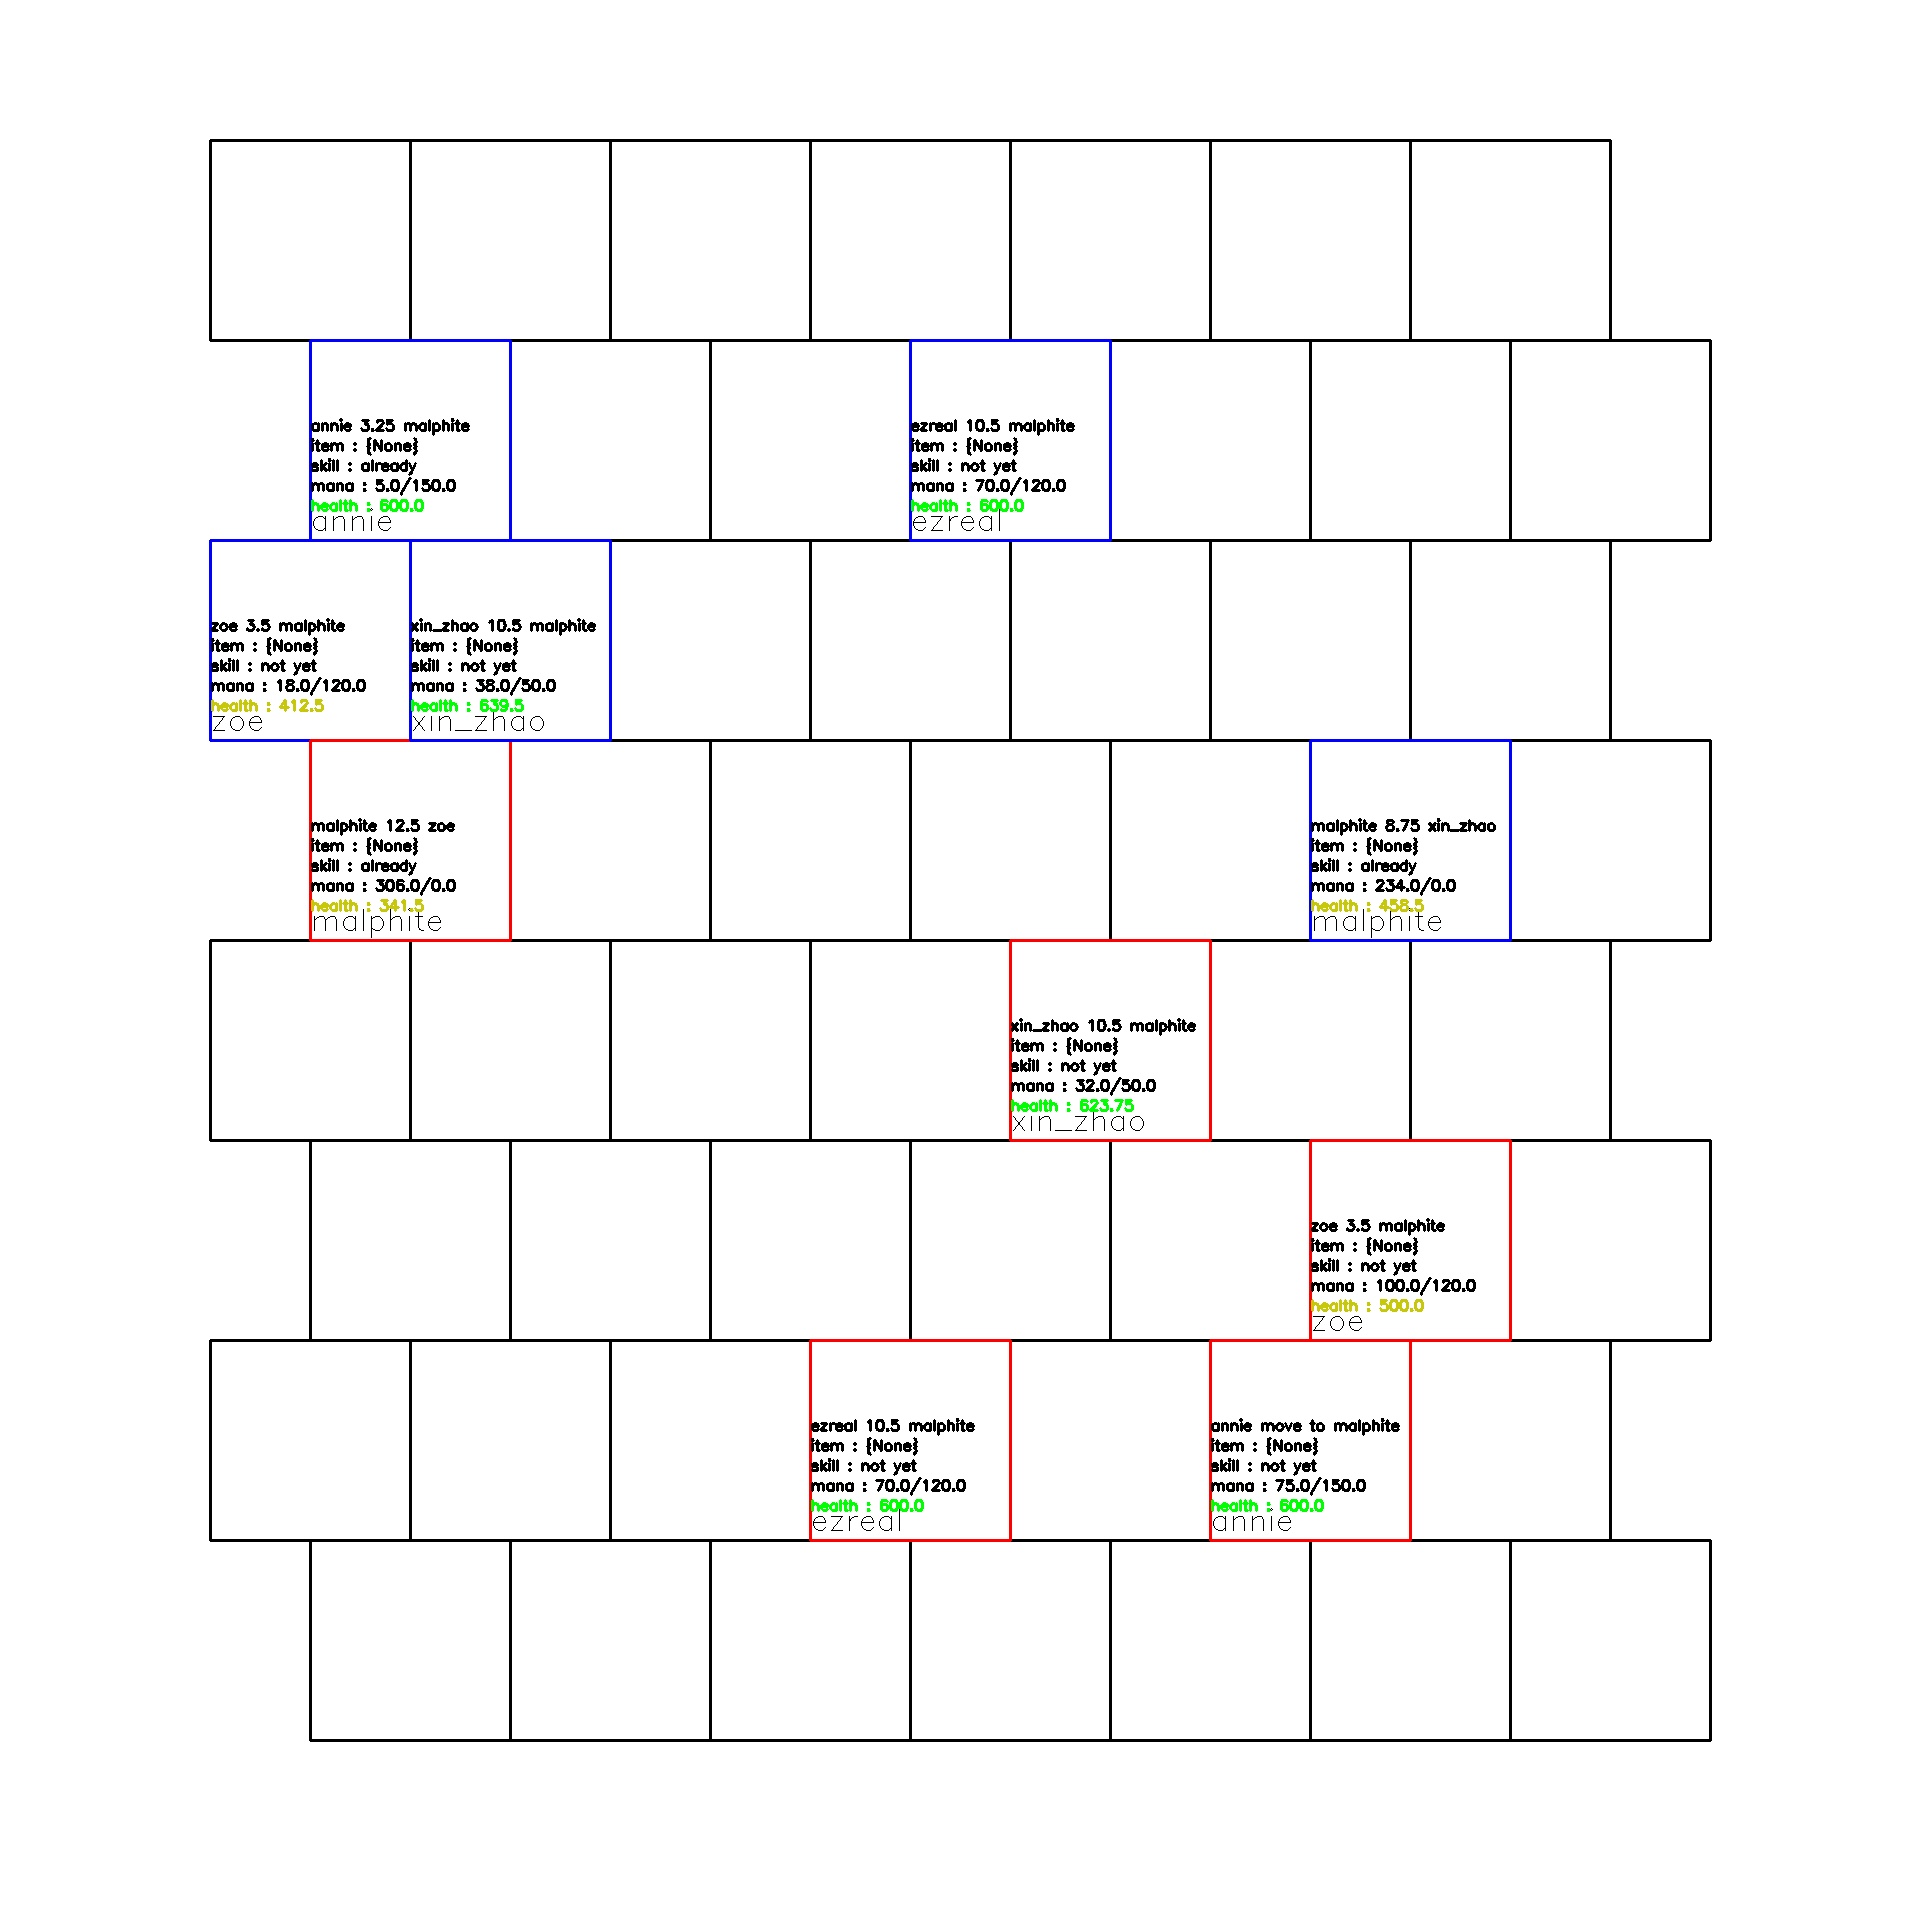 annie 3.25 malphite
item : {None}
skill : already
mana : 5.0/150.0
health : 600.0
annie
ezreal 10.5 malphite
item : {None}
skill : not yet
mana : 70.0/120.0
health : 600.0
ezreal
zoe 3.5 malphite
item : {None}
skill : not yet
mana : 18.0/120.0
health : 412.5
zoe
xin_zhao 10.5 malphite
item : {None}
skill : not yet
mana : 38.0/50.0
health : 639.5
xin_zhao
malphite 12.5 zoe
item : {None}
skill : already
mana : 306.0/0.0
health : 341.5
malphite
malphite 8.75 xin_zhao
item : {None}
skill : already
mana : 234.0/0.0
health : 458.5
malphite
xin_zhao 10.5 malphite
item : {None}
skill : not yet
mana : 32.0/50.0
health : 623.75
xin_zhao
zoe 3.5 malphite
item : {None}
skill : not yet
mana : 100.0/120.0
health : 500.0
zoe
ezreal 10.5 malphite
item : {None}
skill : not yet
mana : 70.0/120.0
health : 600.0
ezreal
annie move to malphite
item : {None}
skill : not yet
mana : 75.0/150.0
health : 600.0
annie